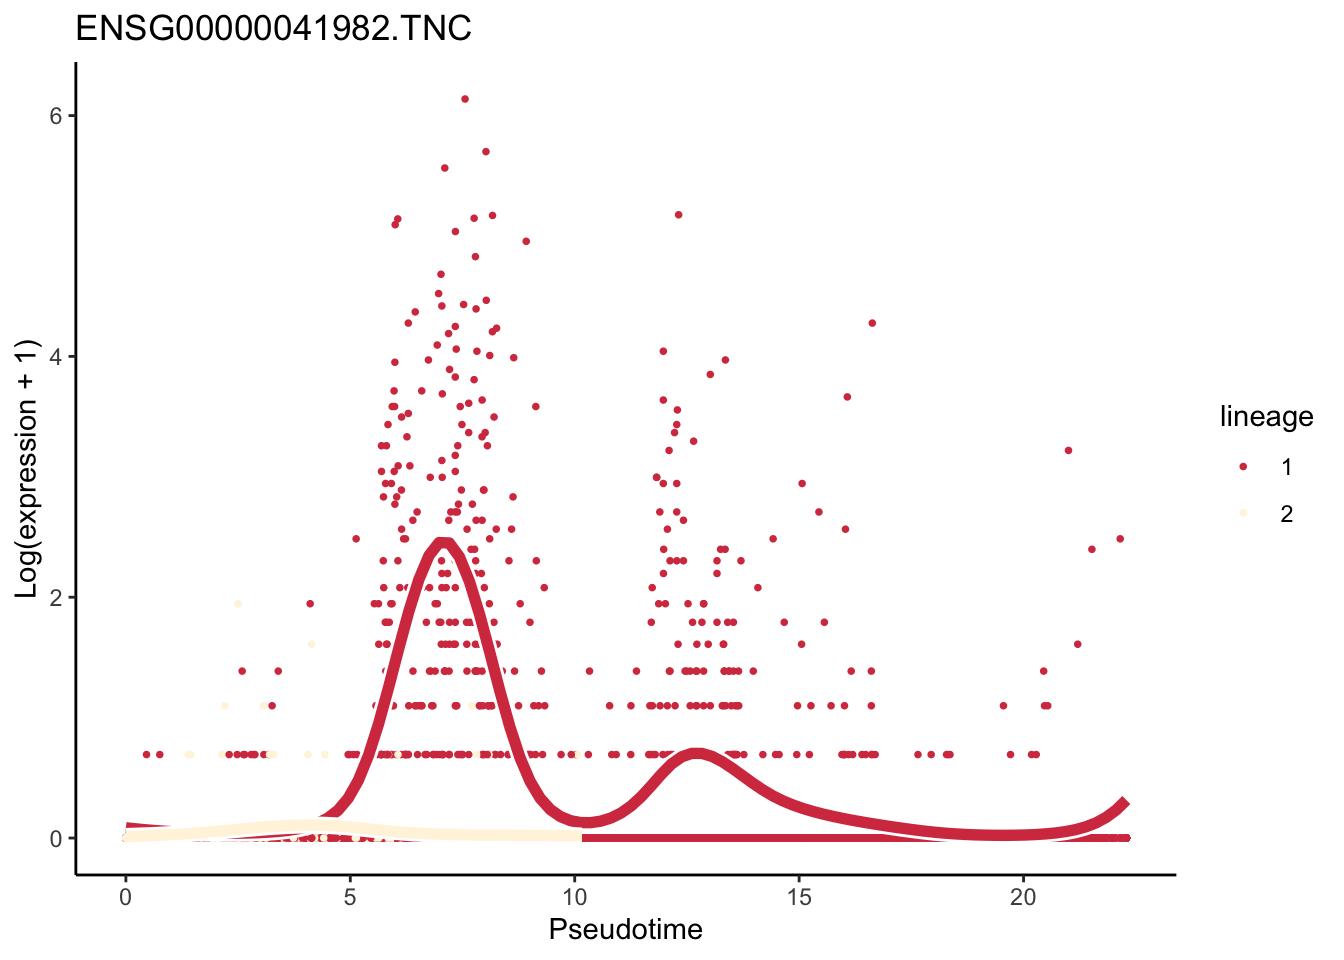 ENSG00000041982.TNC
6
4
2
0
Log(expression + 1)
0 5 10 15 20
Pseudotime
lineage
1
2